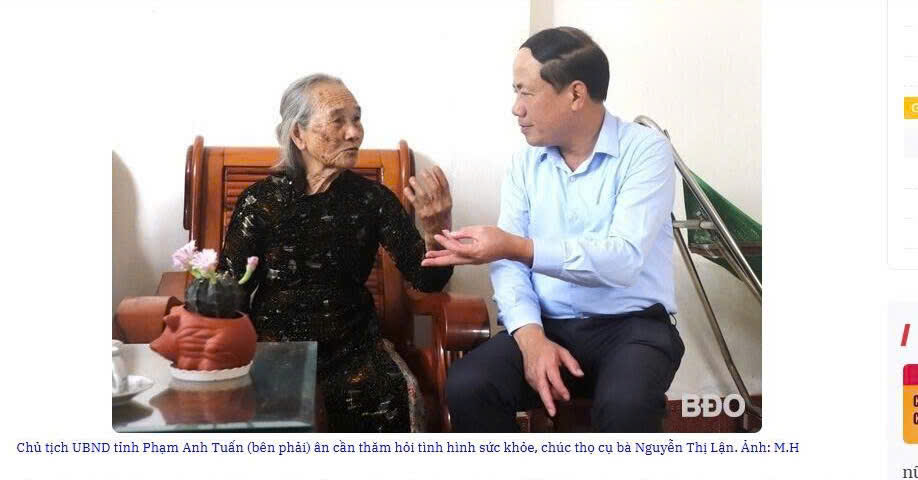 BĐO
Chủ tịch UBND tỉnh Phạm Anh Tuấn (bên phải) ân cần thăm hỏi tình hình sức khỏe, chúc thọ cụ bà Nguyễn Thị Lận. Ảnh: M.H